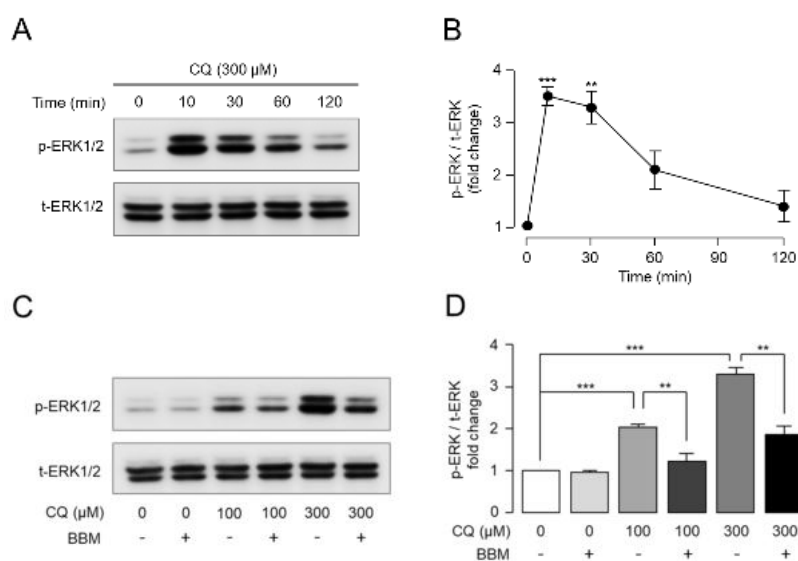 A
CQ (300 µM)
Time (min) 0 10 30 60 120
p-ERK1/2
t-ERK1/2
B
p-ERK / t-ERK
(fold change)
4
3
2
1
*** **
0 30 60 90 120
Time (min)
C
p-ERK1/2
t-ERK1/2
CQ (µM) 0 0 100 100 300 300
BBM - + - + - +
D
p-ERK / t-ERK
fold change
4
3
2
1
0
***
**
*** **
CQ (µM) 0 0 100 100 300 300
BBM - + - + - +